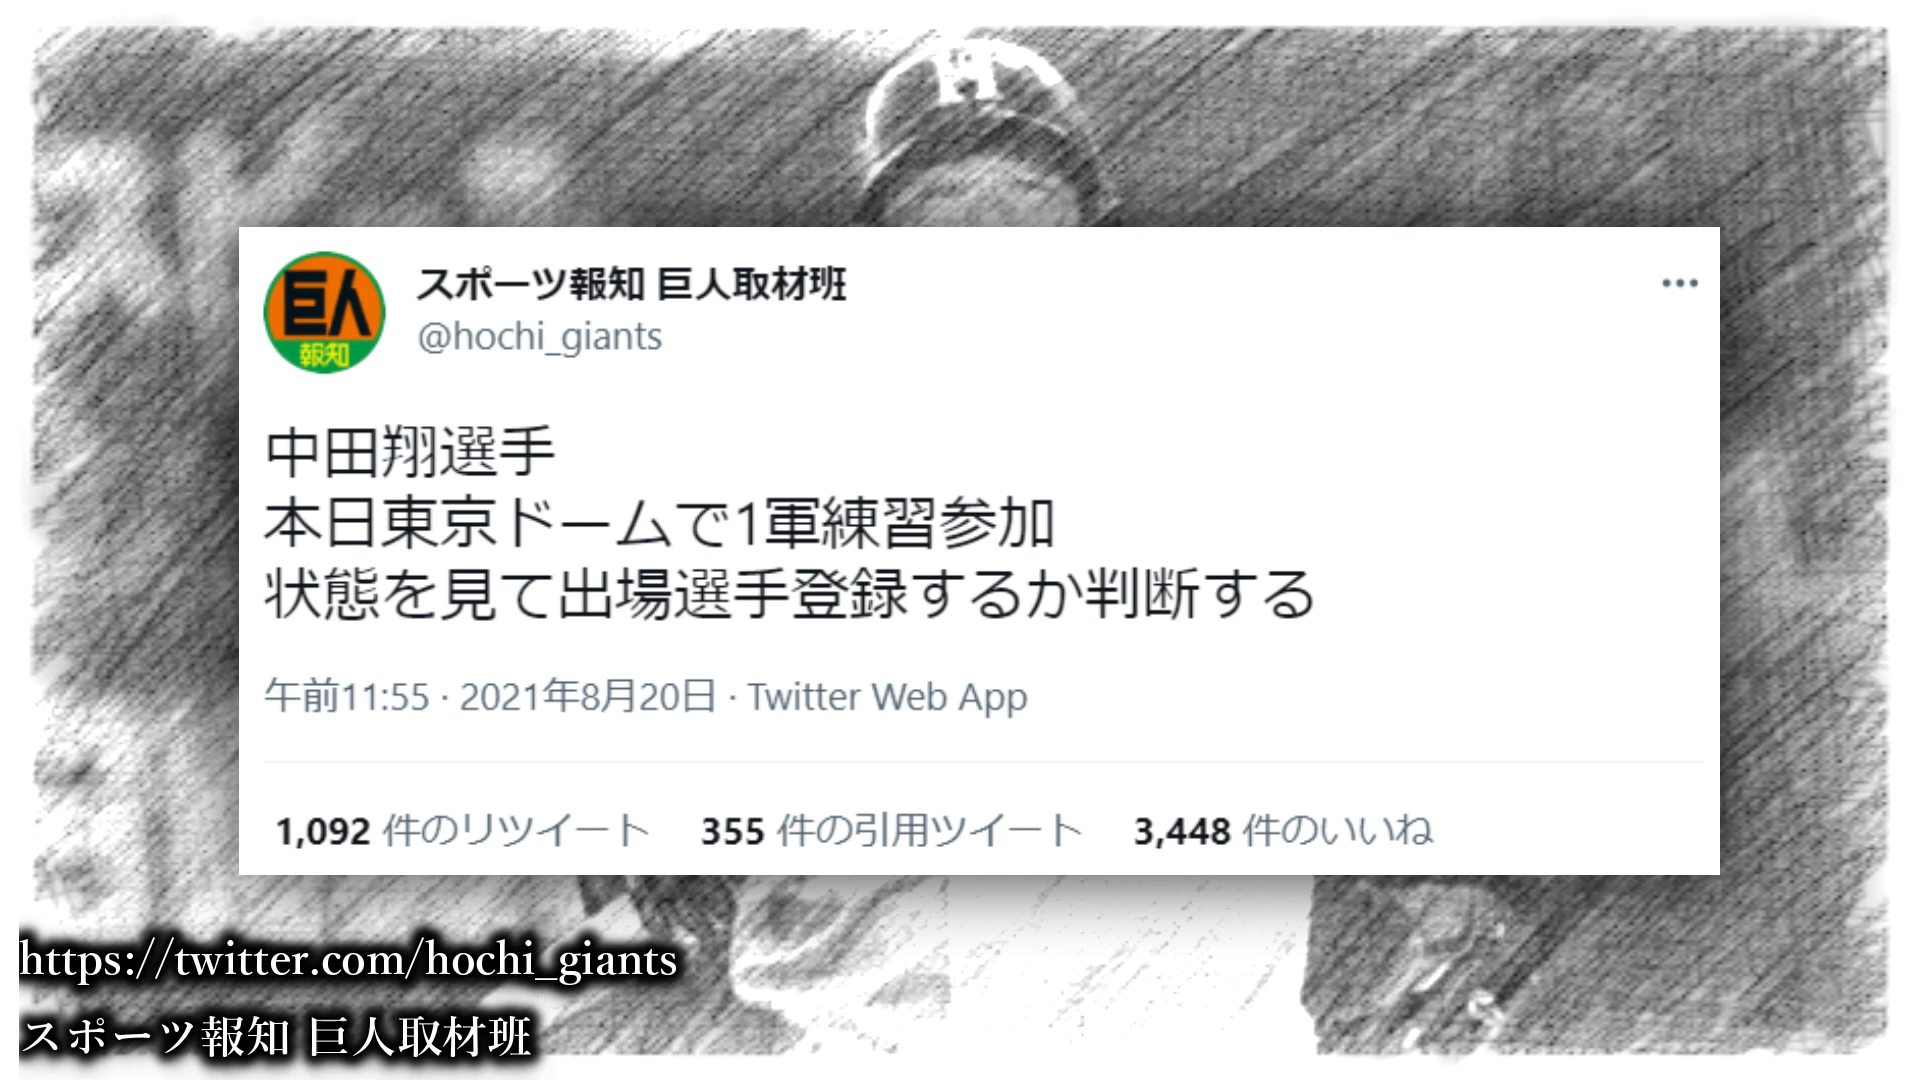 巨人
報知
スポーツ報知 巨人取材班
@hochi_giants
中田翔選手
本日東京ドームで1軍練習参加
状態を見て出場選手登録するか判断する
午前11:55 · 2021年8月20日 · Twitter Web App
1,092 件のリツイート 355 件の引用ツイート 3,448 件のいいね
https://twitter.com/hochi_giants
スポーツ報知 巨人取材班